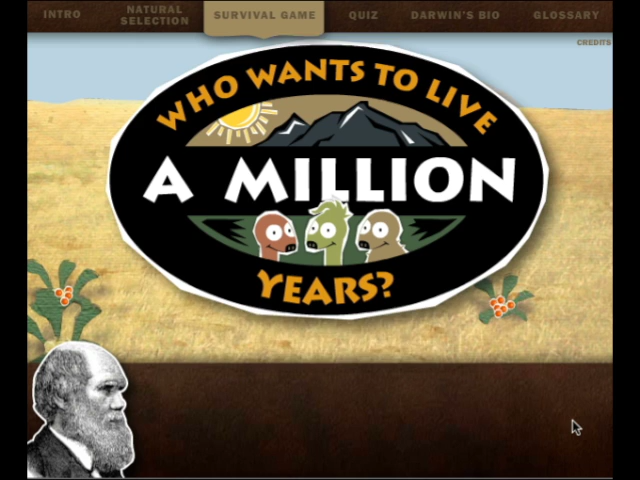 INTRO
NATURAL
SELECTION
SURVIVAL GAME
QUIZ
DARWIN'S BIO
GLOSSARY
CREDITS
WHO WANTS TO LIVE
A MILLION
YEARS?